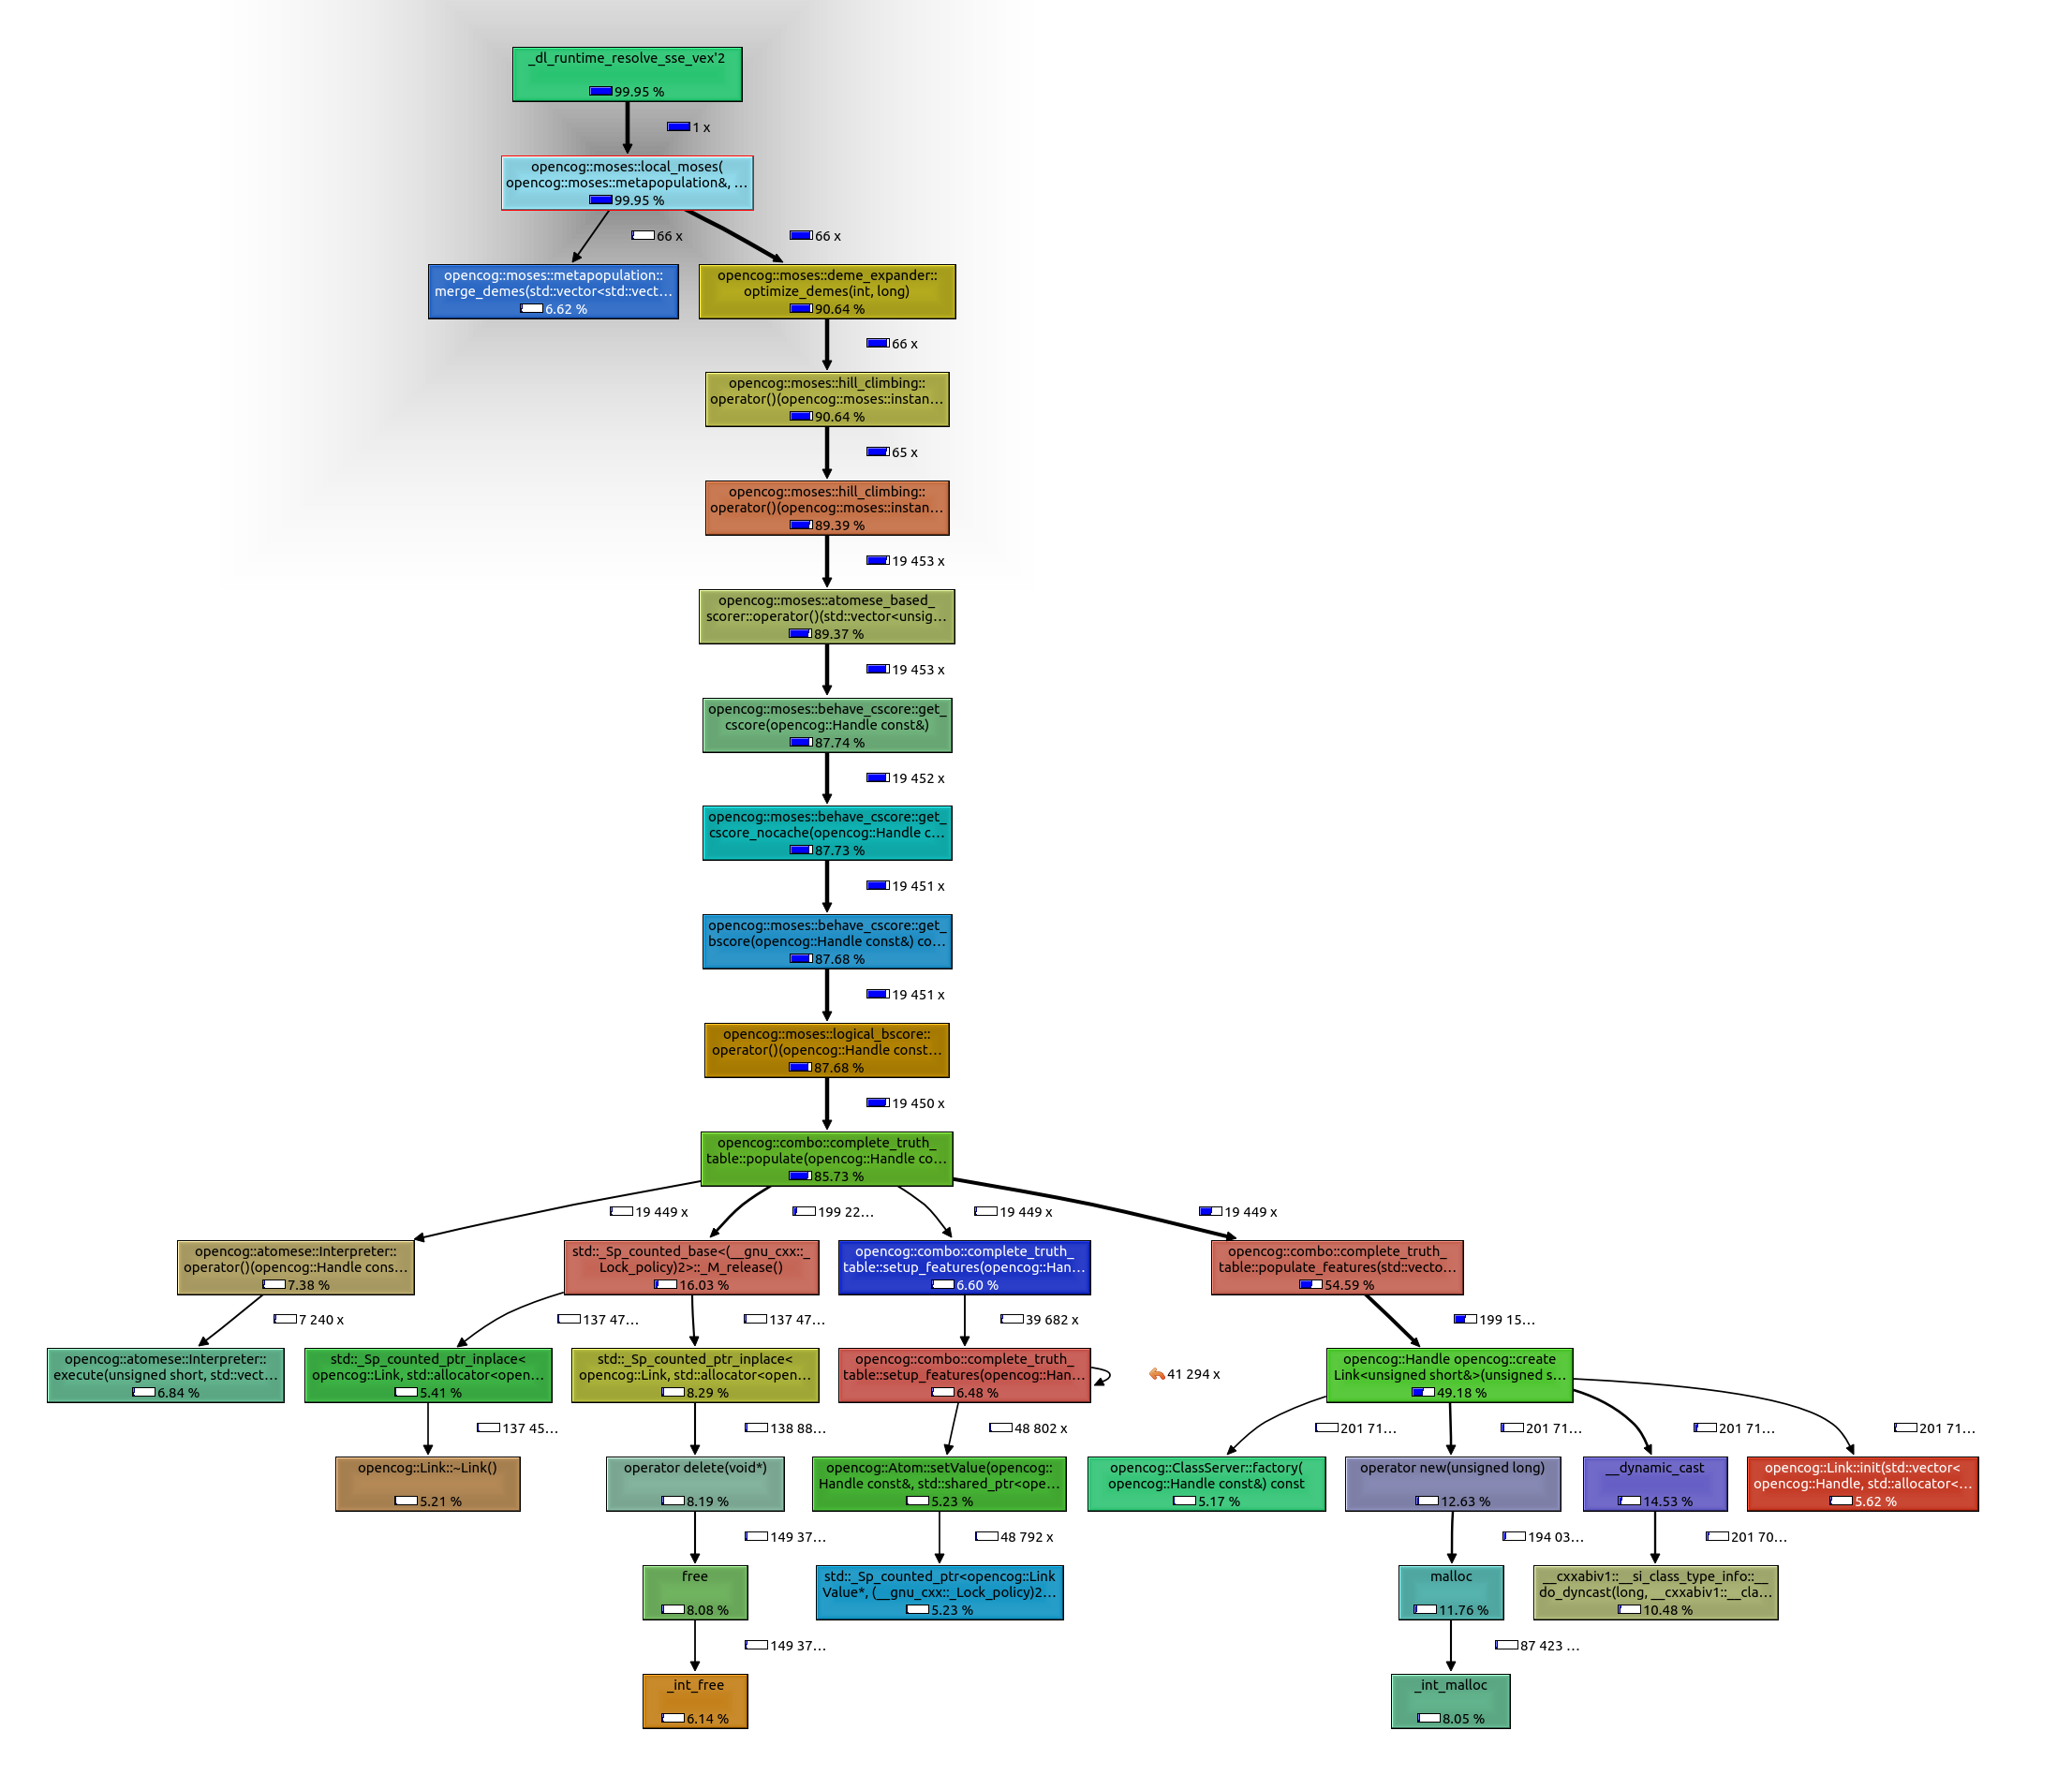 _dl_runtime_resolve_sse_vex'2
99.95 %
1 x
opencog::moses::local_moses(
opencog::moses::metapopulation&, …
99.95 %
66 x
66 x
opencog::moses::metapopulation::
merge_demes(std::vector<std::vect…
6.62 %
opencog::moses::deme_expander::
optimize_demes(int, long)
90.64 %
66 x
opencog::moses::hill_climbing::
operator()(opencog::moses::instan…
90.64 %
65 x
opencog::moses::hill_climbing::
operator()(opencog::moses::instan…
89.39 %
19 453 x
opencog::moses::atomese_based_
scorer::operator()(std::vector<unsig…
89.37 %
19 453 x
opencog::moses::behave_cscore::get_
cscore(opencog::Handle const&)
87.74 %
19 452 x
opencog::moses::behave_cscore::get_
cscore_nocache(opencog::Handle c…
87.73 %
19 451 x
opencog::moses::behave_cscore::get_
bscore(opencog::Handle const&) co…
87.68 %
19 451 x
opencog::moses::logical_bscore::
operator()(opencog::Handle const…
87.68 %
19 450 x
opencog::combo::complete_truth_
table::populate(opencog::Handle co…
85.73 %
19 449 x
199 22…
19 449 x
19 449 x
opencog::atomese::Interpreter::
operator()(opencog::Handle cons…
7.38 %
std::_Sp_counted_base<(__gnu_cxx::_
Lock_policy)2>::_M_release()
16.03 %
opencog::combo::complete_truth_
table::setup_features(opencog::Han…
6.60 %
opencog::combo::complete_truth_
table::populate_features(std::vecto…
54.59 %
7 240 x
137 47…
137 47…
39 682 x
199 15…
opencog::atomese::Interpreter::
execute(unsigned short, std::vect…
6.84 %
std::_Sp_counted_ptr_inplace<
opencog::Link, std::allocator<open…
5.41 %
std::_Sp_counted_ptr_inplace<
opencog::Link, std::allocator<open…
8.29 %
opencog::combo::complete_truth_
table::setup_features(opencog::Han…
6.48 %
41 294 x
opencog::Handle opencog::create
Link<unsigned short&>(unsigned s…
49.18 %
137 45…
138 88…
48 802 x
201 71…
201 71…
201 71…
201 71…
opencog::Link::~Link()
5.21 %
operator delete(void*)
8.19 %
opencog::Atom::setValue(opencog::
Handle const&, std::shared_ptr<ope…
5.23 %
opencog::ClassServer::factory(
opencog::Handle const&) const
5.17 %
operator new(unsigned long)
12.63 %
__dynamic_cast
14.53 %
opencog::Link::init(std::vector<
opencog::Handle, std::allocator<…
5.62 %
149 37…
48 792 x
194 03…
201 70…
free
8.08 %
std::_Sp_counted_ptr<opencog::Link
Value*, (__gnu_cxx::_Lock_policy)2…
5.23 %
malloc
11.76 %
__cxxabiv1::__si_class_type_info::__
do_dyncast(long, __cxxabiv1::__cla…
10.48 %
149 37…
87 423 …
_int_free
6.14 %
_int_malloc
8.05 %